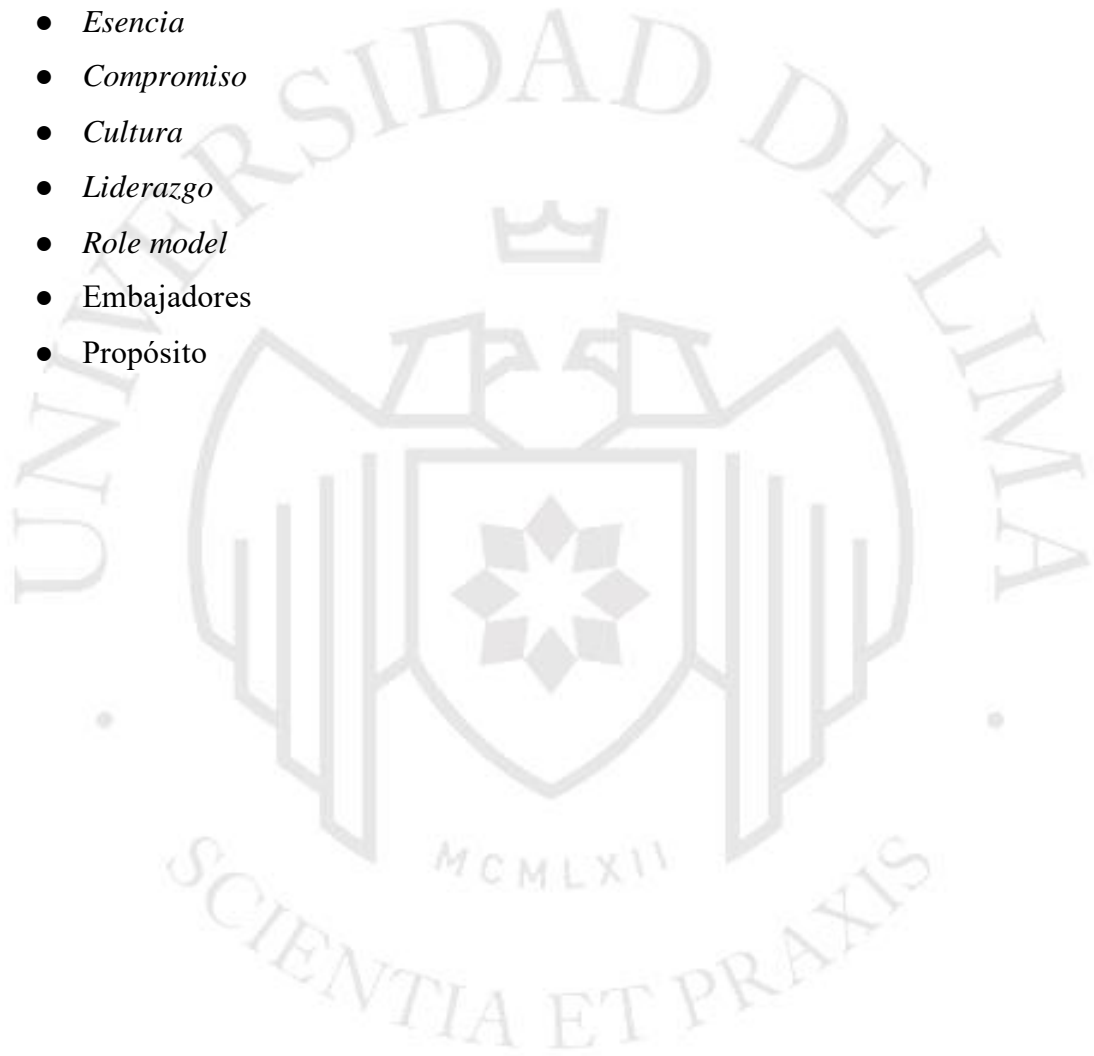 ● Esencia
● Compromiso
● Cultura
● Liderazgo
● Role model
● Embajadores
● Propósito
UNIVERSIDAD DE LIMA
MCMLXII
SCIENTIA ET PRAXIS